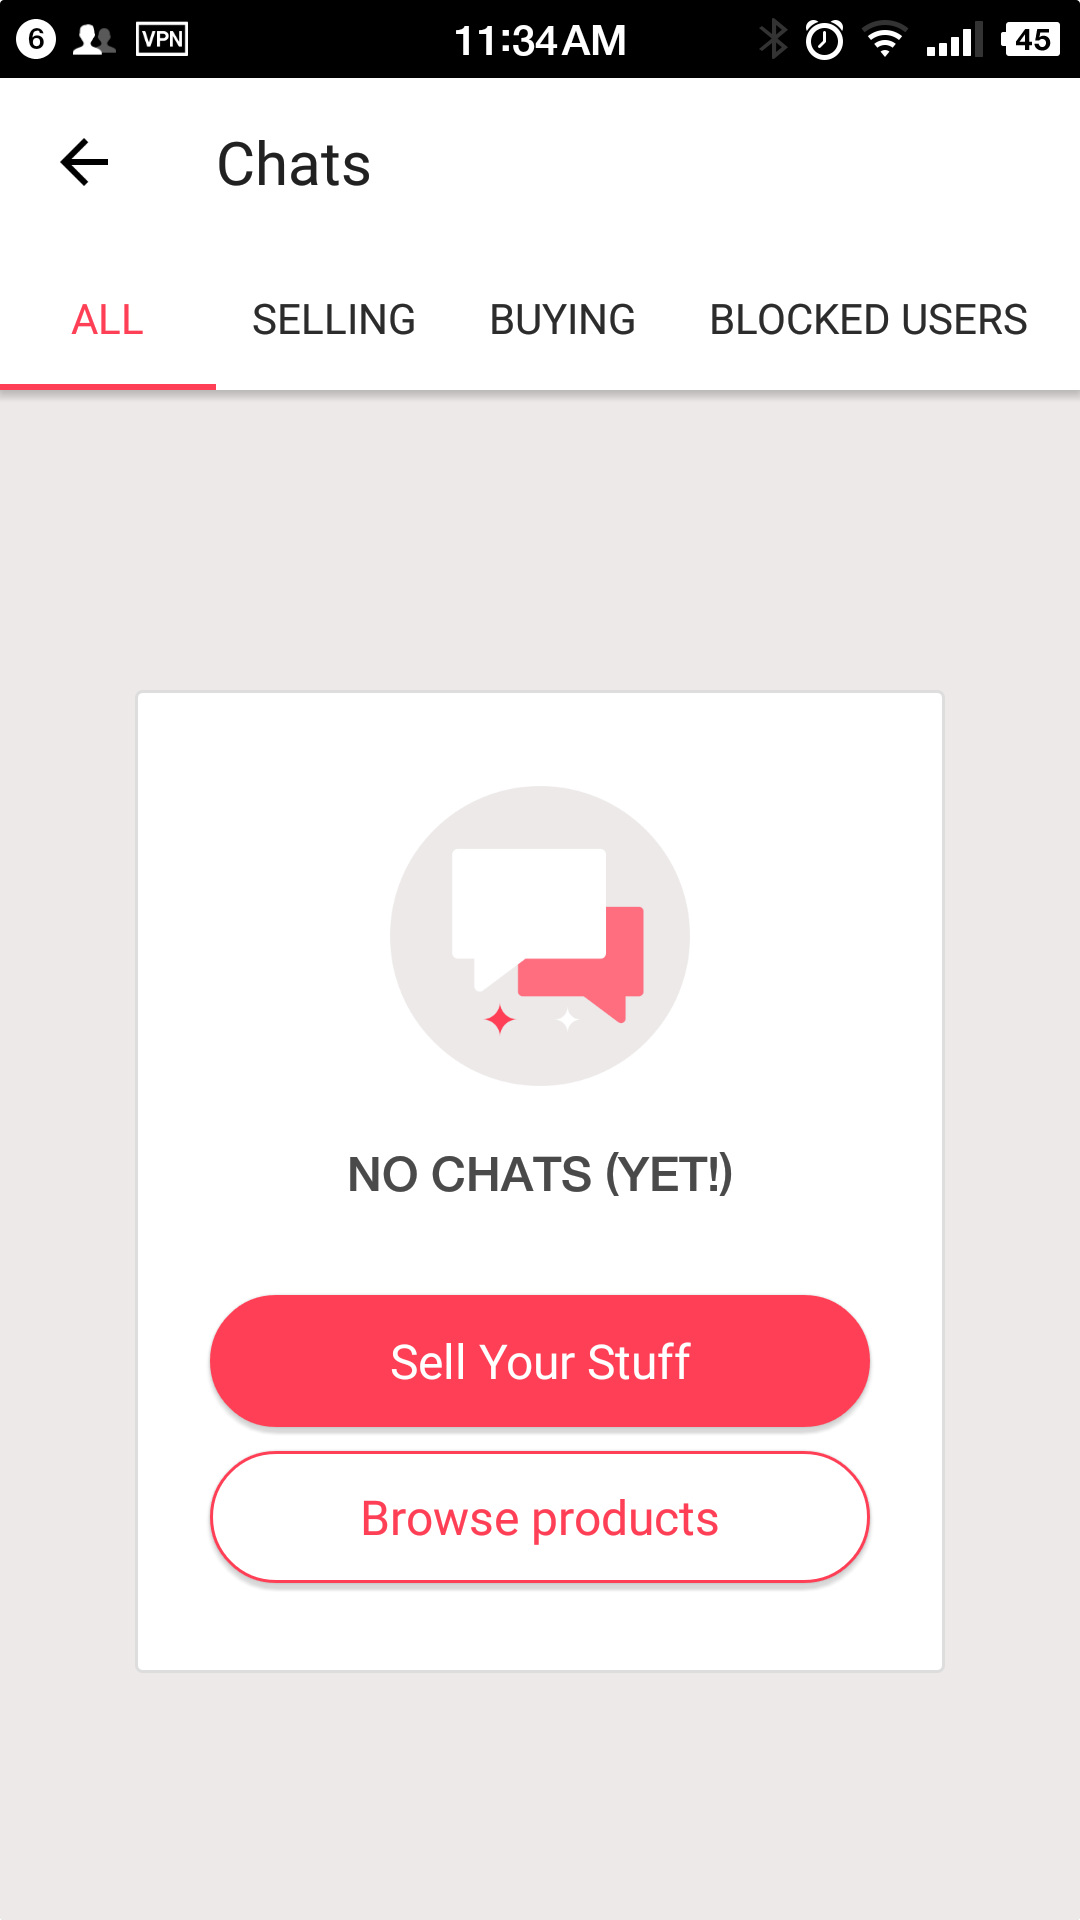 6 VPN 11:34 AM 45
Chats
ALL SELLING BUYING BLOCKED USERS
NO CHATS (YET!)
Sell Your Stuff
Browse products